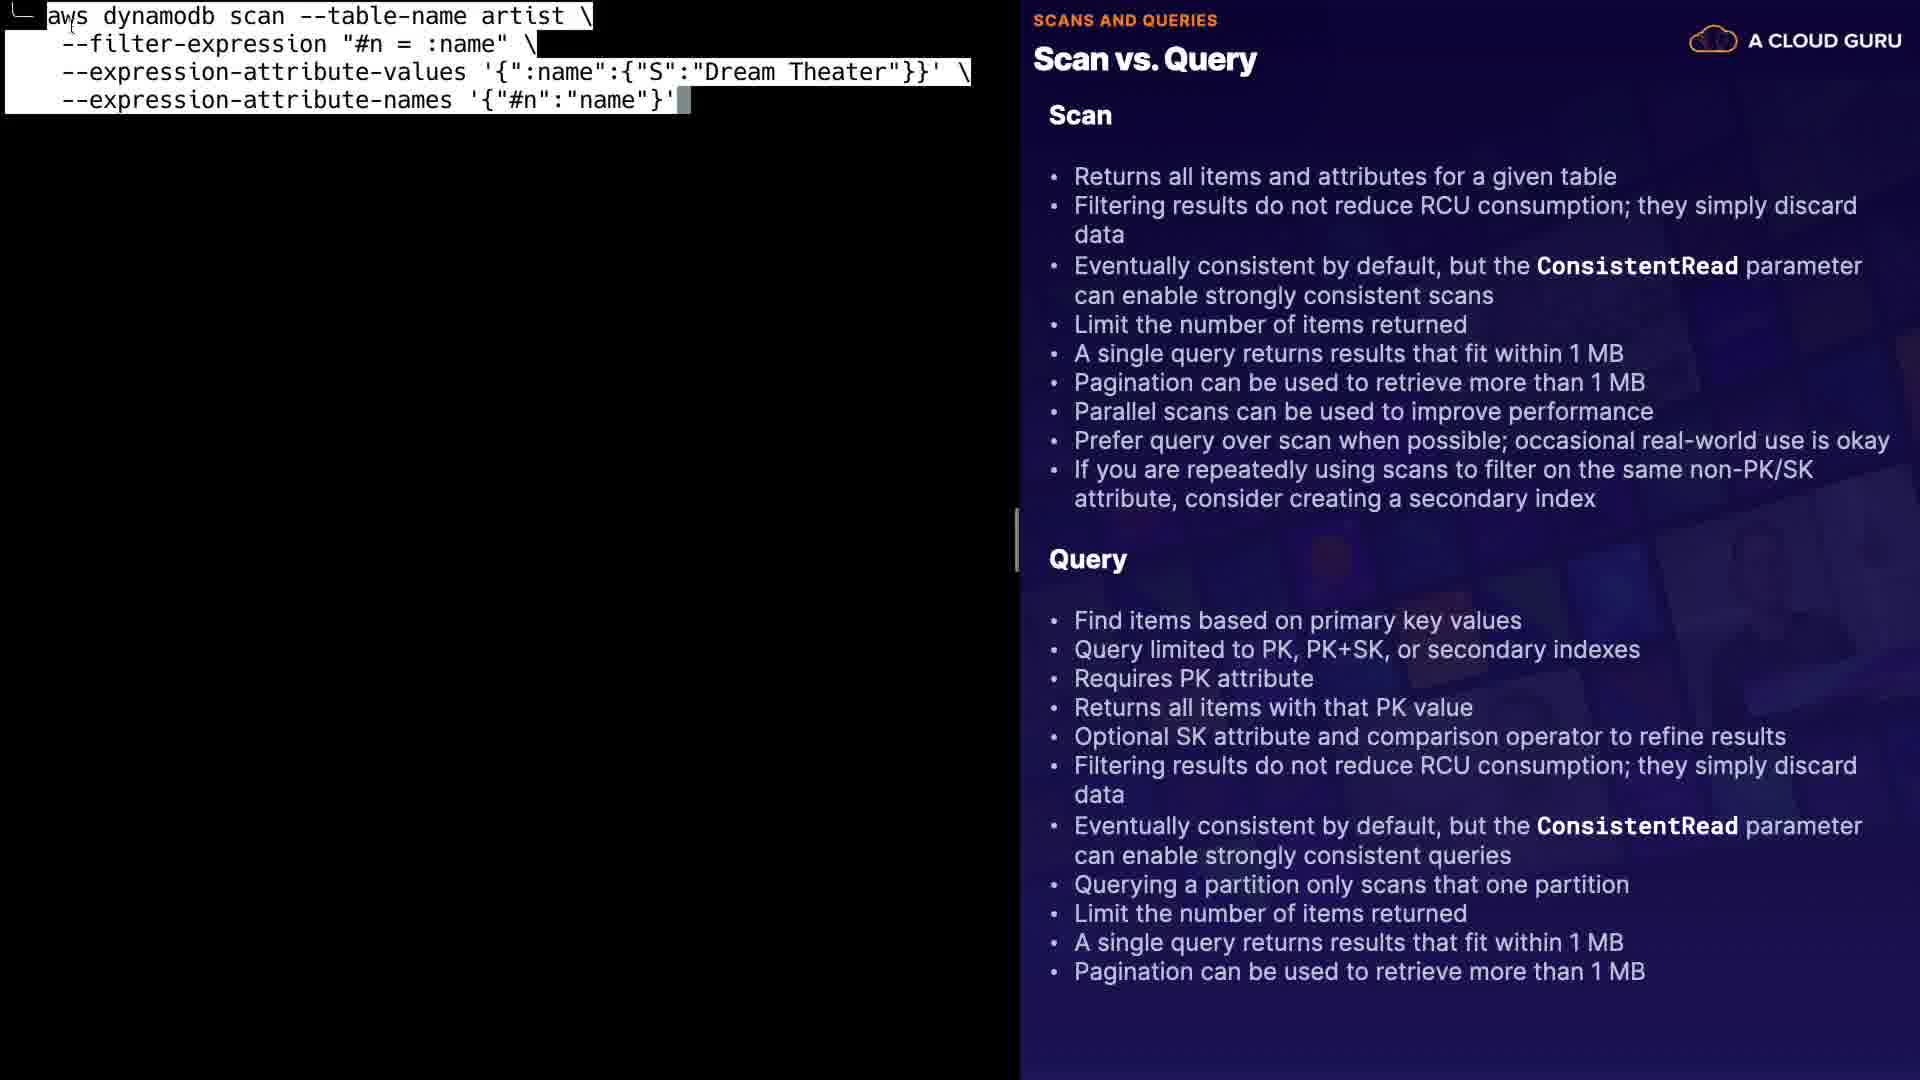 aws dynamodb scan --table-name artist \
--filter-expression "#n = :name" \
--expression-attribute-values '{":name":{"S":"Dream Theater"}}' \
--expression-attribute-names '{"#n":"name"}'
SCANS AND QUERIES
Scan vs. Query
A CLOUD GURU
Scan
• Returns all items and attributes for a given table
• Filtering results do not reduce RCU consumption; they simply discard
data
• Eventually consistent by default, but the ConsistentRead parameter
can enable strongly consistent scans
• Limit the number of items returned
• A single query returns results that fit within 1 MB
• Pagination can be used to retrieve more than 1 MB
• Parallel scans can be used to improve performance
• Prefer query over scan when possible; occasional real-world use is okay
• If you are repeatedly using scans to filter on the same non-PK/SK
attribute, consider creating a secondary index
Query
• Find items based on primary key values
• Query limited to PK, PK+SK, or secondary indexes
• Requires PK attribute
• Returns all items with that PK value
• Optional SK attribute and comparison operator to refine results
• Filtering results do not reduce RCU consumption; they simply discard
data
• Eventually consistent by default, but the ConsistentRead parameter
can enable strongly consistent queries
• Querying a partition only scans that one partition
• Limit the number of items returned
• A single query returns results that fit within 1 MB
• Pagination can be used to retrieve more than 1 MB